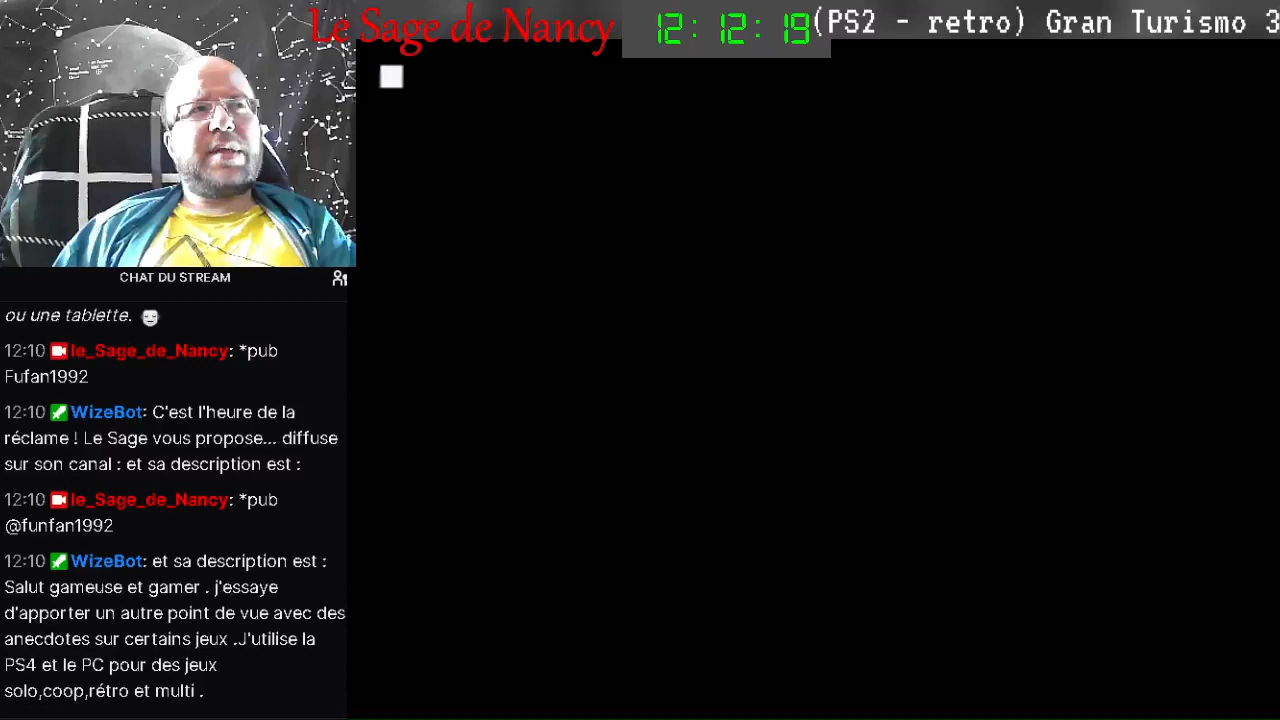 Le Sage de Nancy
12:12:19
(PS2 - retro) Gran Turismo 3
CHAT DU STREAM
ou une tablette.
12:10 le_Sage_de_Nancy: *pub
Fufan1992
12:10 WizeBot: C'est l'heure de la
réclame ! Le Sage vous propose... diffuse
sur son canal : et sa description est :
12:10 le_Sage_de_Nancy: *pub
@funfan1992
12:10 WizeBot: et sa description est :
Salut gameuse et gamer . j'essaye
d'apporter un autre point de vue avec des
anecdotes sur certains jeux .J'utilise la
PS4 et le PC pour des jeux
solo,coop,rétro et multi .